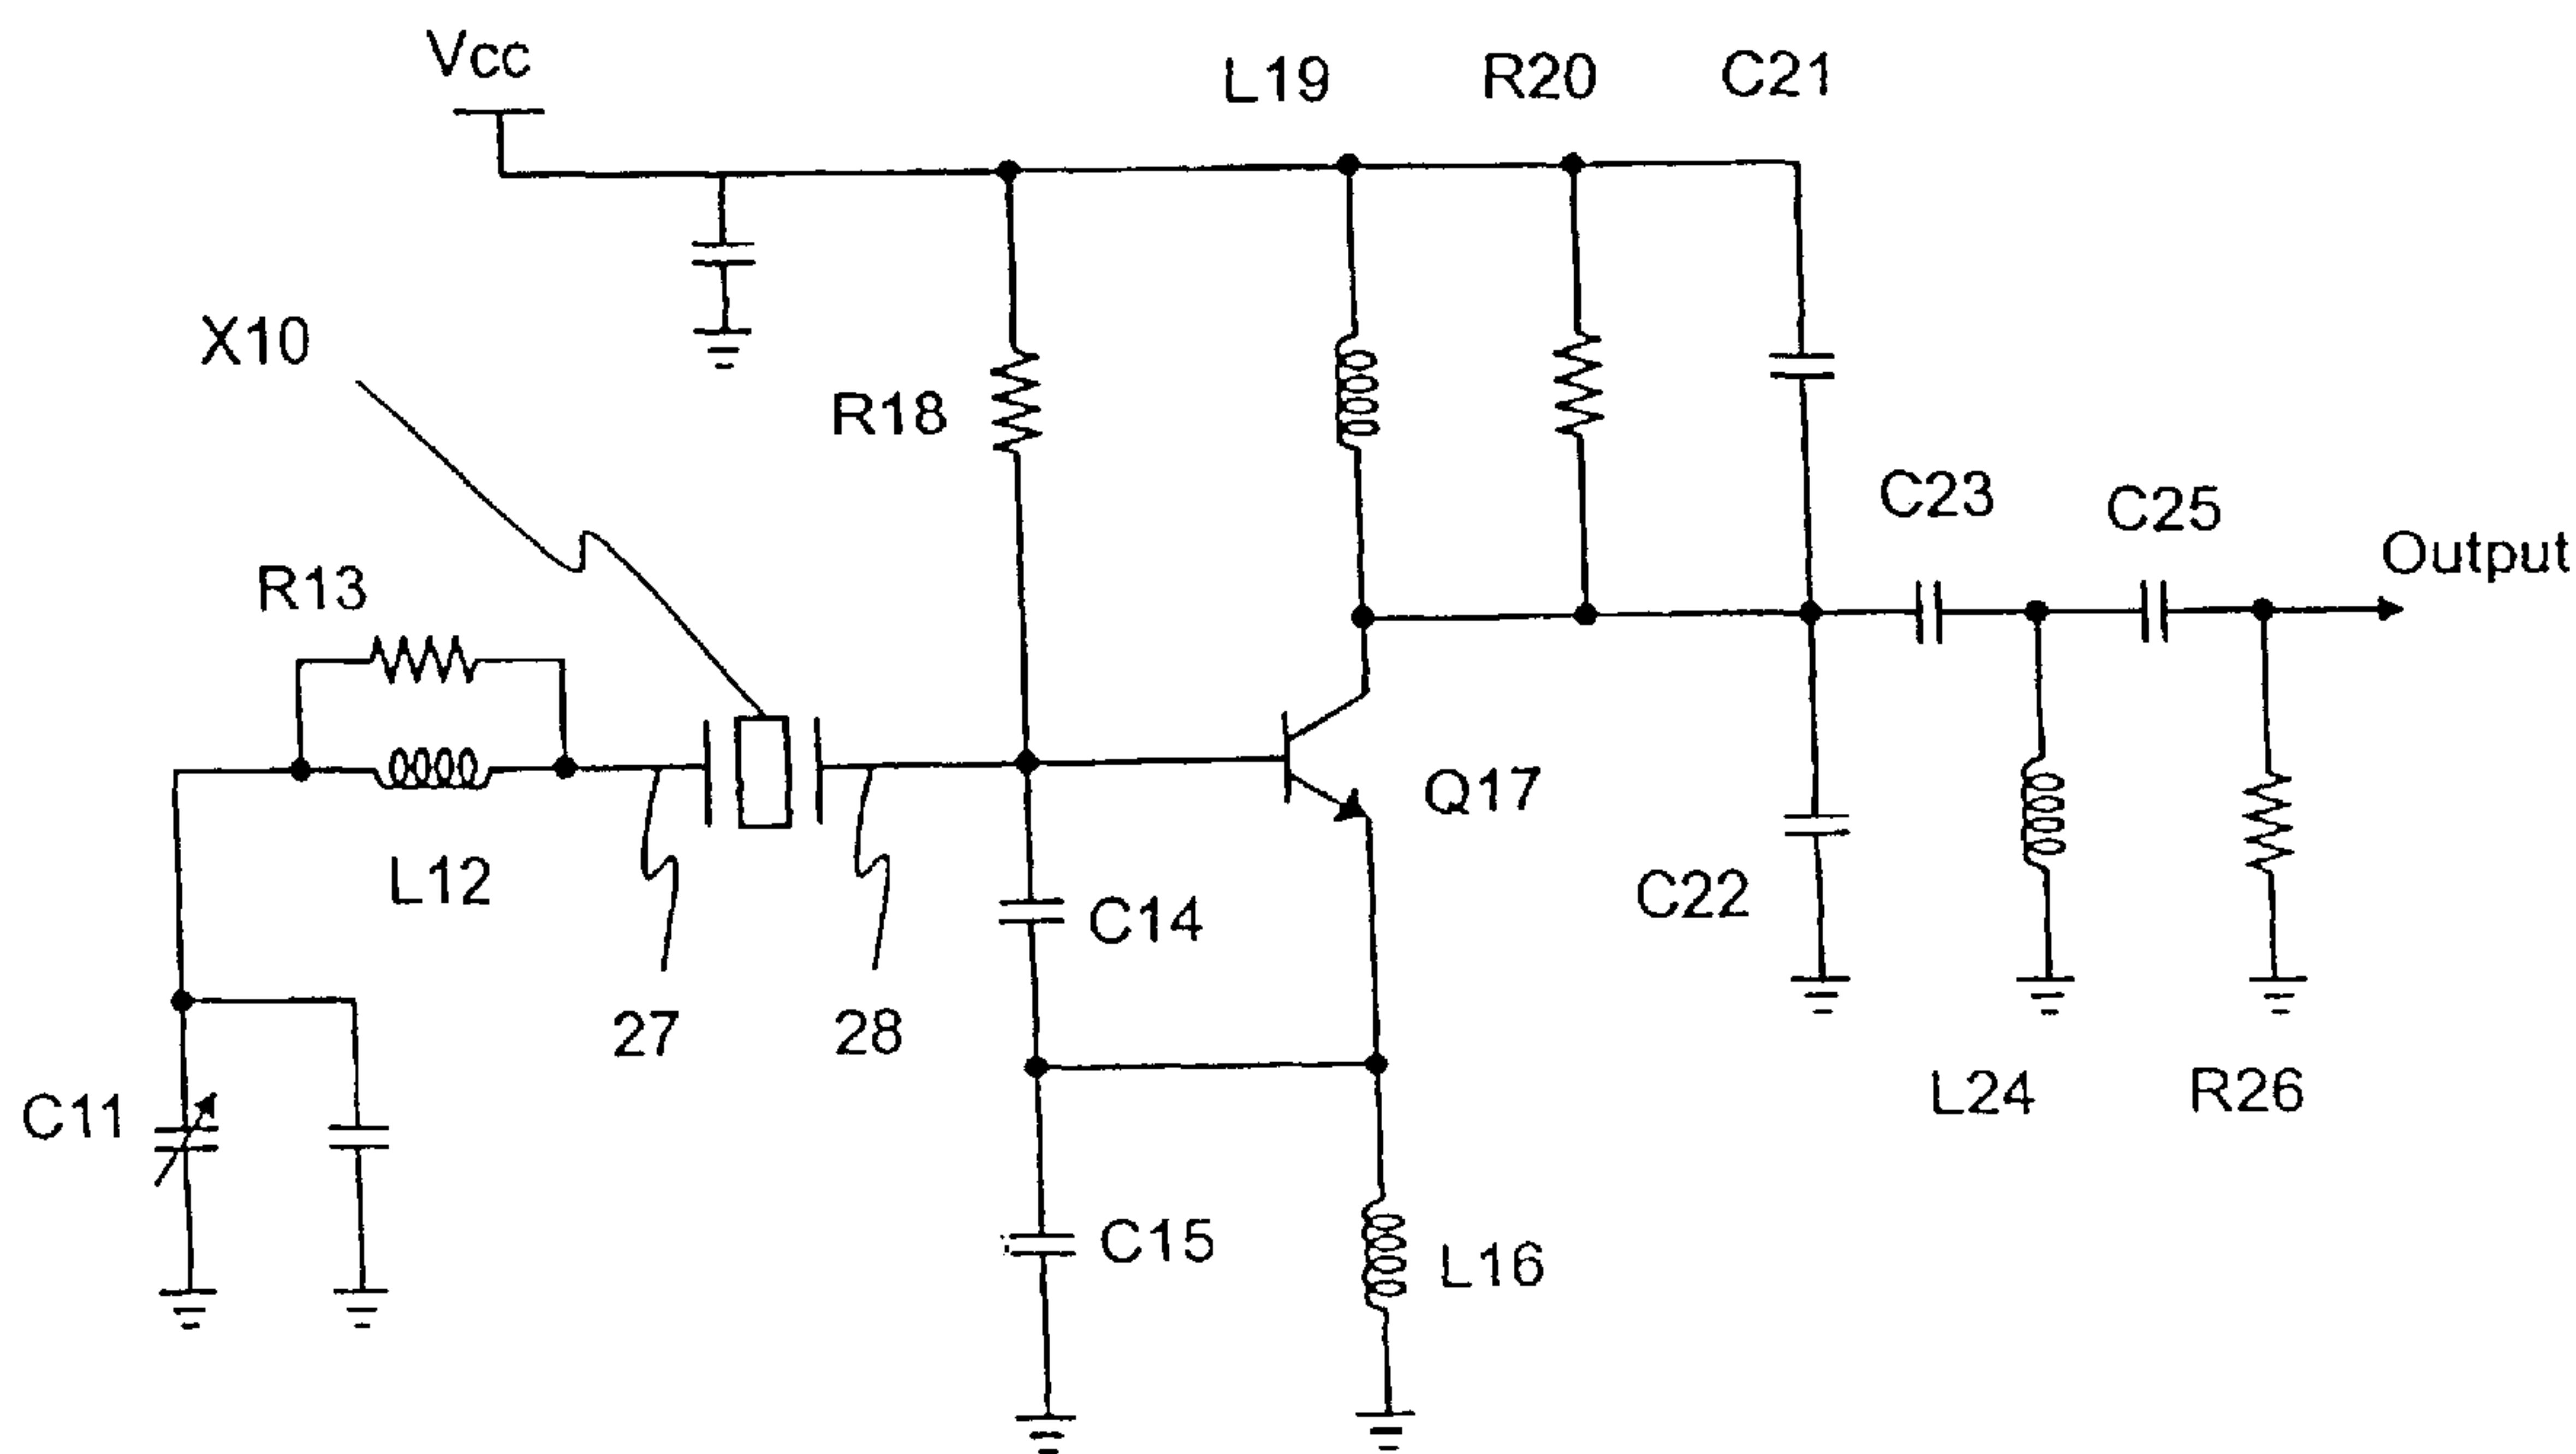 Vcc
L19
R20
C21
X10
R18
C23
C25
Output
R13
Q17
L12
C22
C14
27
28
L24
R26
C11
C15
L16